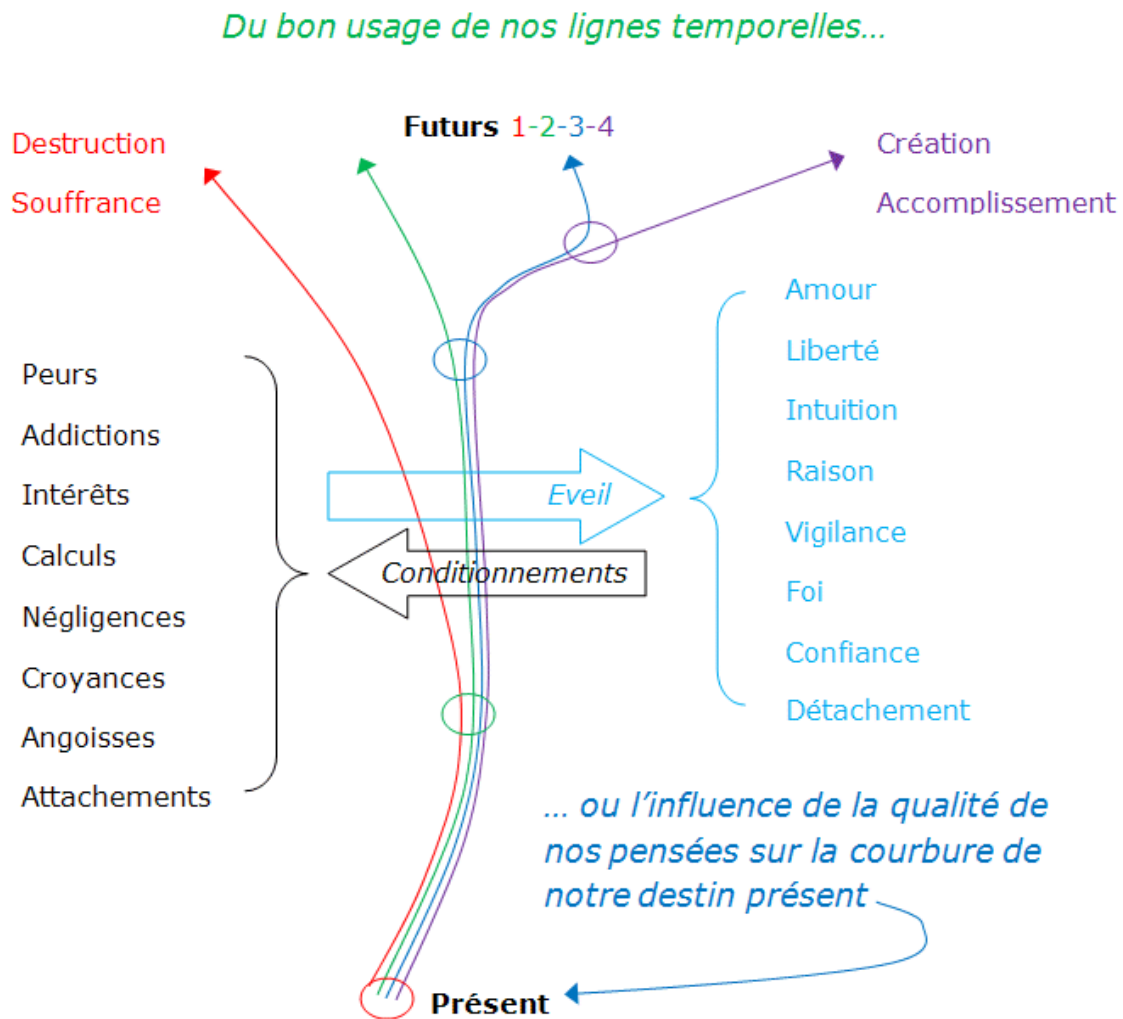 Du bon usage de nos lignes temporelles...
Futurs 1-2-3-4
Destruction
Souffrance
Création
Accomplissement
Peurs
Addictions
Intérêts
Calculs
Négligences
Croyances
Angoisses
Attachements
Eveil
Conditionnements
Amour
Liberté
Intuition
Raison
Vigilance
Foi
Confiance
Détachement
... ou l’influence de la qualité de
nos pensées sur la courbure de
notre destin présent
Présent